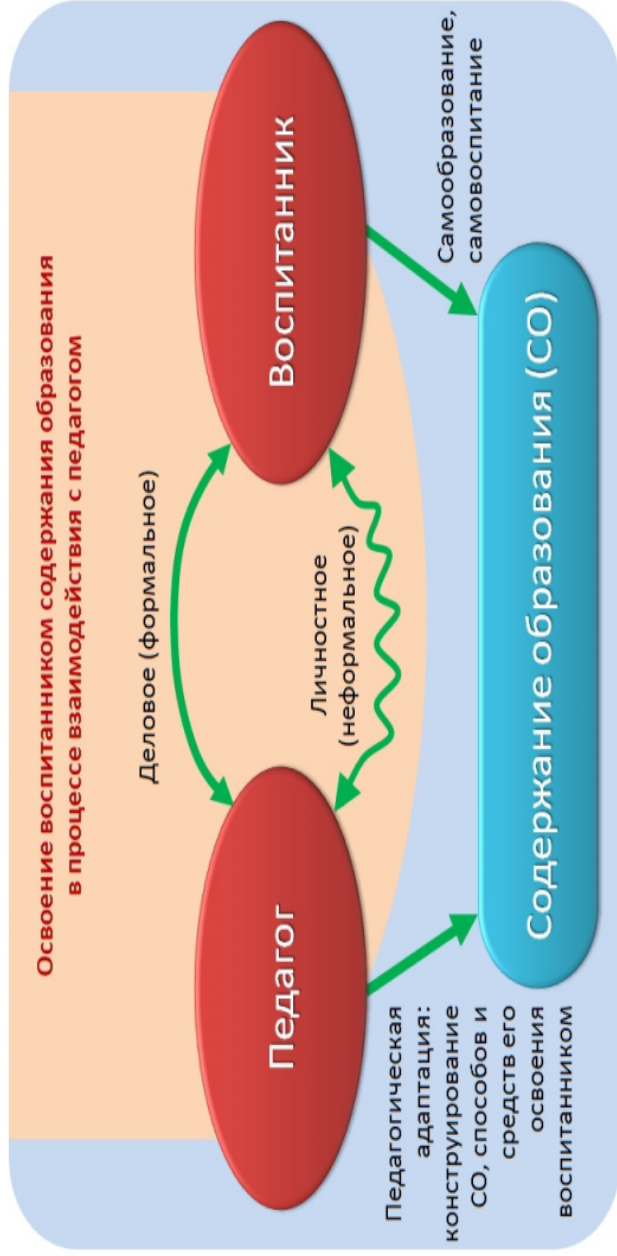 Освоение воспитанником содержания образования
в процессе взаимодействия с педагогом
Деловое (формальное)
Педагог
Воспитанник
Личностное
(неформальное)
Педагогическая
адаптация:
конструирование
СО, способов и
средств его
освоения
воспитанником
Самообразование,
самовоспитание
Содержание образования (СО)